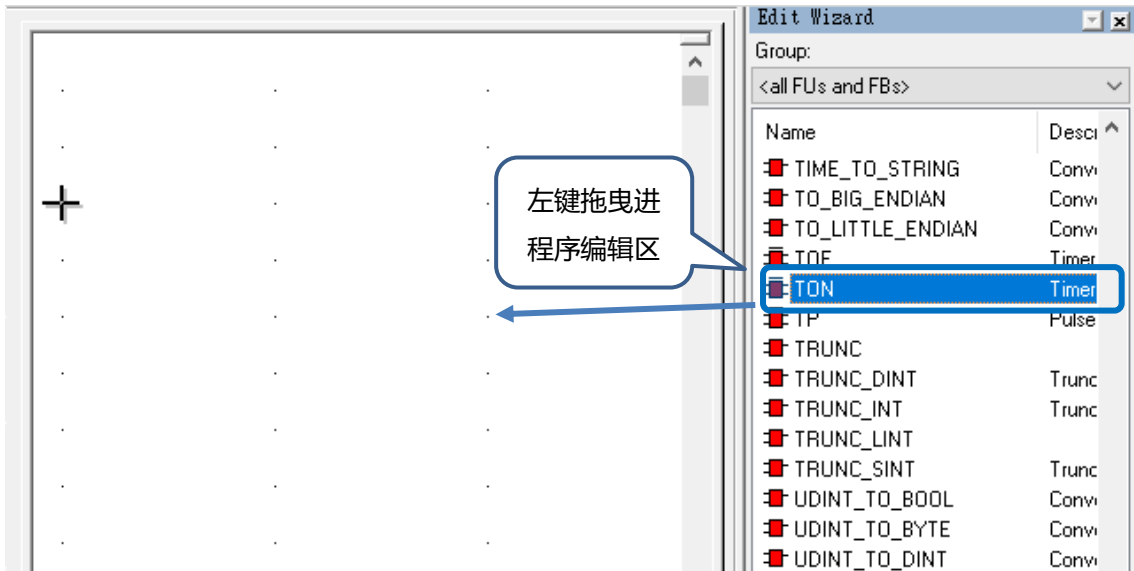 Edit Wizard
Group:
<all FUs and FBs>
Name Descr
TIME_TO_STRING Conv
TO_BIG_ENDIAN Conv
TO_LITTLE_ENDIAN Conv
TOF Timer
TON Timer
TP Pulse
TRUNC
TRUNC_DINT Trunc
TRUNC_INT Trunc
TRUNC_LINT
TRUNC_SINT Trunc
UDINT_TO_BOOL Conv
UDINT_TO_BYTE Conv
UDINT_TO_DINT Conv
左键拖曳进
程序编辑区